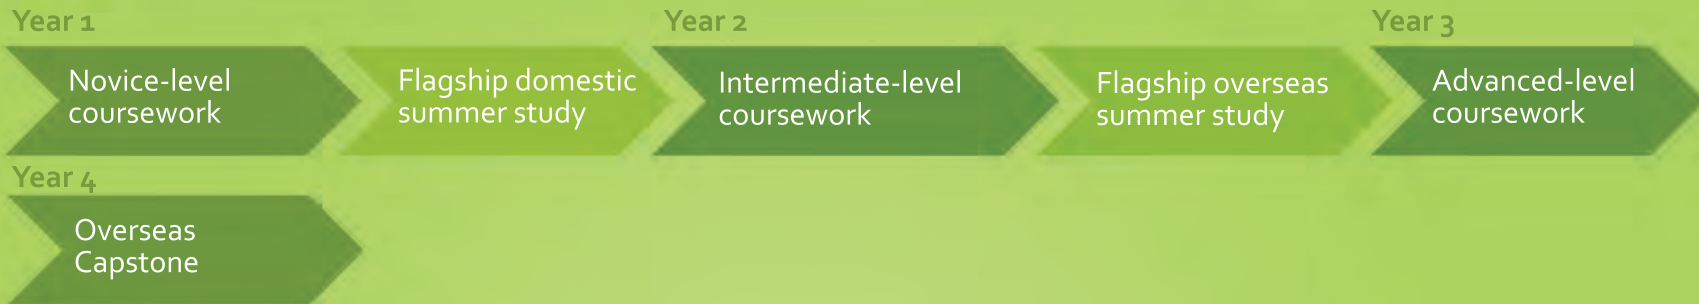 Year 1
Year 2
Year 3
Novice-level
coursework
Flagship domestic
summer study
Intermediate-level
coursework
Flagship overseas
summer study
Advanced-level
coursework
Year 4
Overseas
Capstone